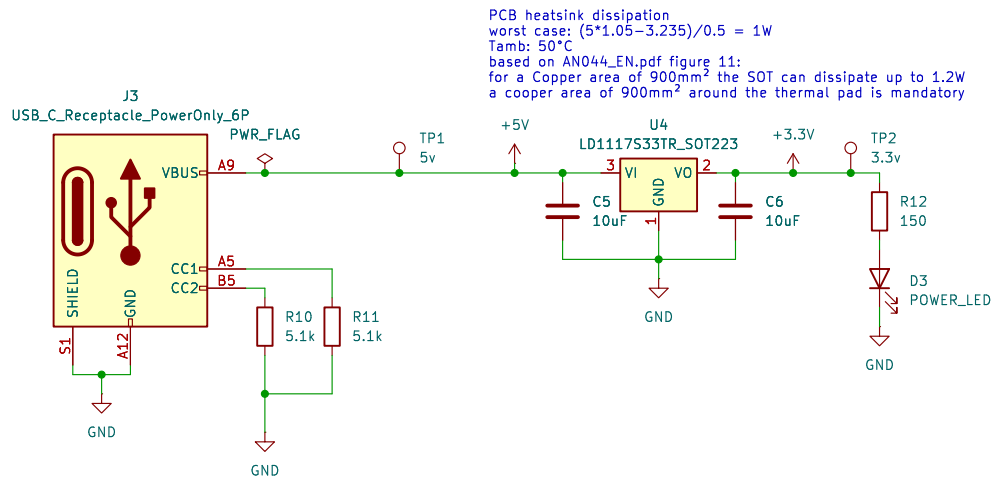 PCB heatsink dissipation
worst case: (5*1.05-3.235)/0.5 = 1W
Tamb: 50°C
based on AN044_EN.pdf figure 11:
for a Copper area of 900mm² the SOT can dissipate up to 1.2W
a cooper area of 900mm² around the thermal pad is mandatory
J3
USB_C_Receptacle_PowerOnly_6P
PWR_FLAG
TP1
5v
+5V
U4
LD1117S33TR_SOT223
+3.3V
TP2
3.3v
VBUS
A9
3
VI
VO
2
GND
1
C5
10uF
C6
10uF
R12
150
CC1
A5
CC2
B5
SHIELD
GND
S1
A12
R10
5.1k
R11
5.1k
D3
POWER_LED
GND
GND
GND
GND